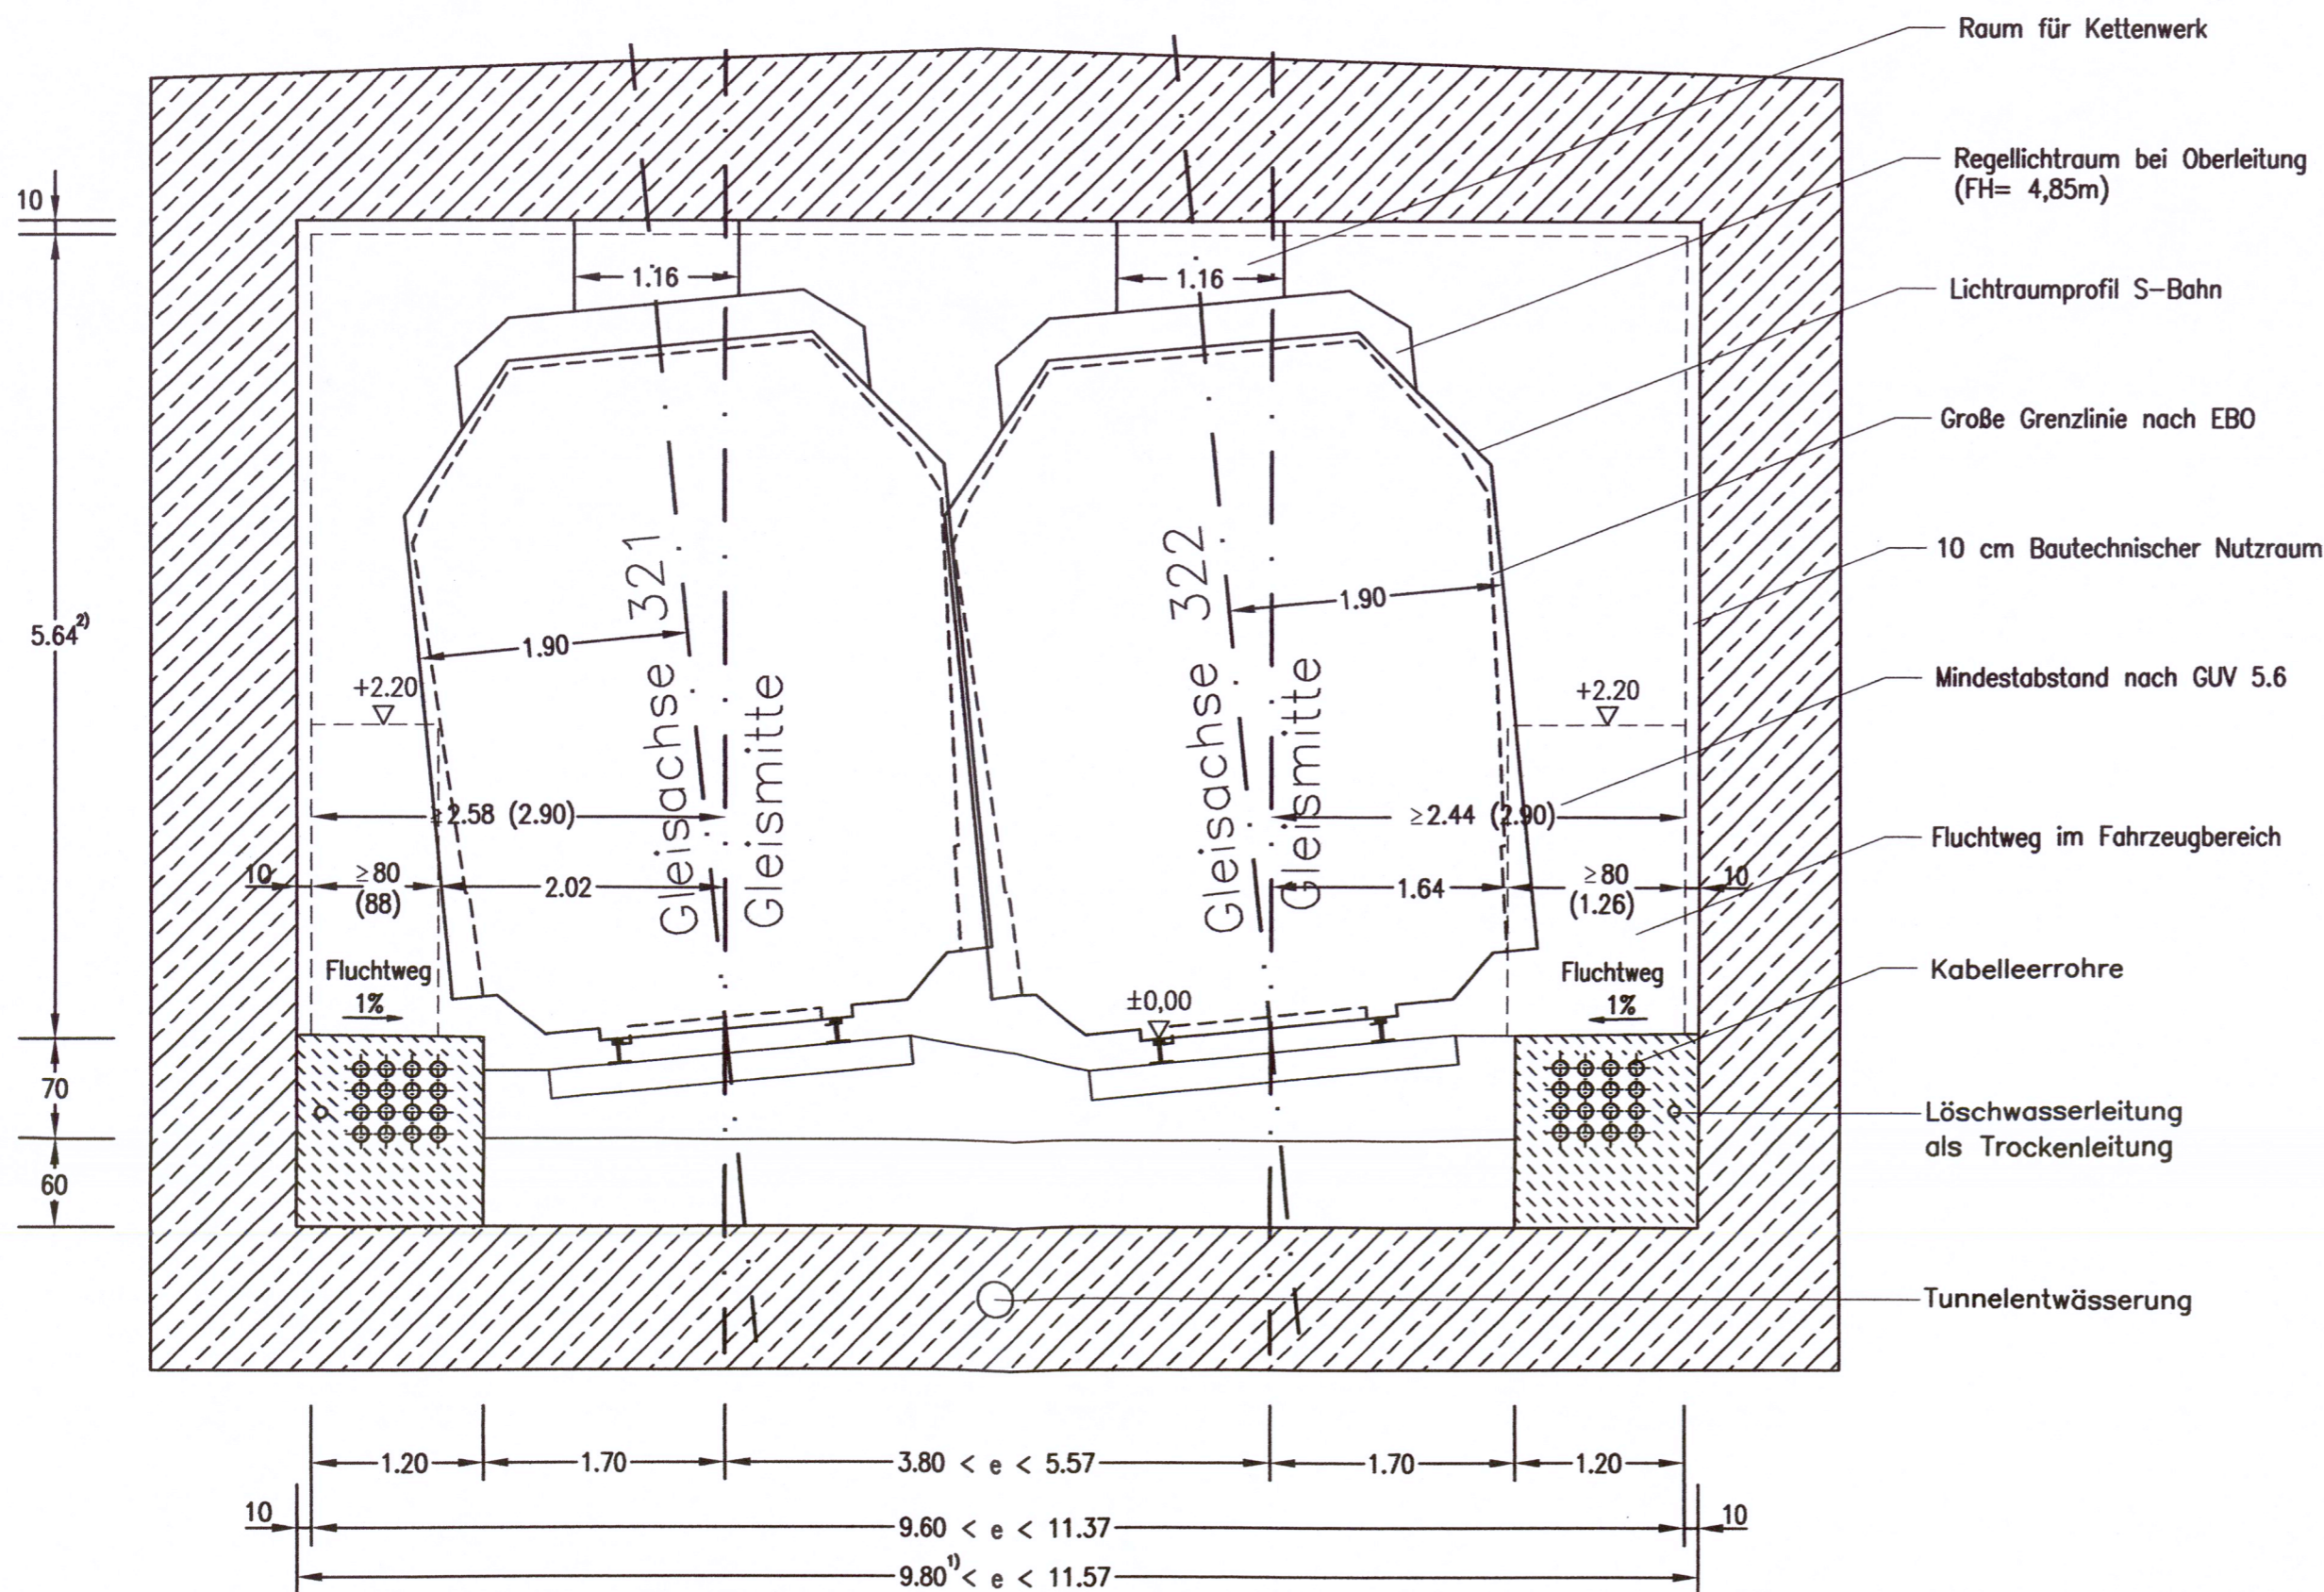 Raum für Kettenwerk
Regellichtraum bei Oberleitung
(FH= 4,85m)
Lichtraumprofil S-Bahn
Große Grenzlinie nach EBO
10 cm Bautechnischer Nutzraum
Mindestabstand nach GUV 5.6
Fluchtweg im Fahrzeugbereich
Kabelleerrohre
Löschwasserleitung
als Trockenleitung
Tunnelentwässerung
10
5.64²⁾
70
60
1.16
1.16
1.90
1.90
Gleisachse 321
Gleismitte
Gleisachse 322
Gleismitte
+2.20
+2.20
≥2.58 (2.90)
≥2.44 (2.90)
10
≥80
(88)
2.02
1.64
≥80
(1.26)
10
Fluchtweg
1%
±0,00
Fluchtweg
1%
1.20
1.70
3.80 < e < 5.57
1.70
1.20
10
9.60 < e < 11.37
10
9.80¹⁾< e < 11.57